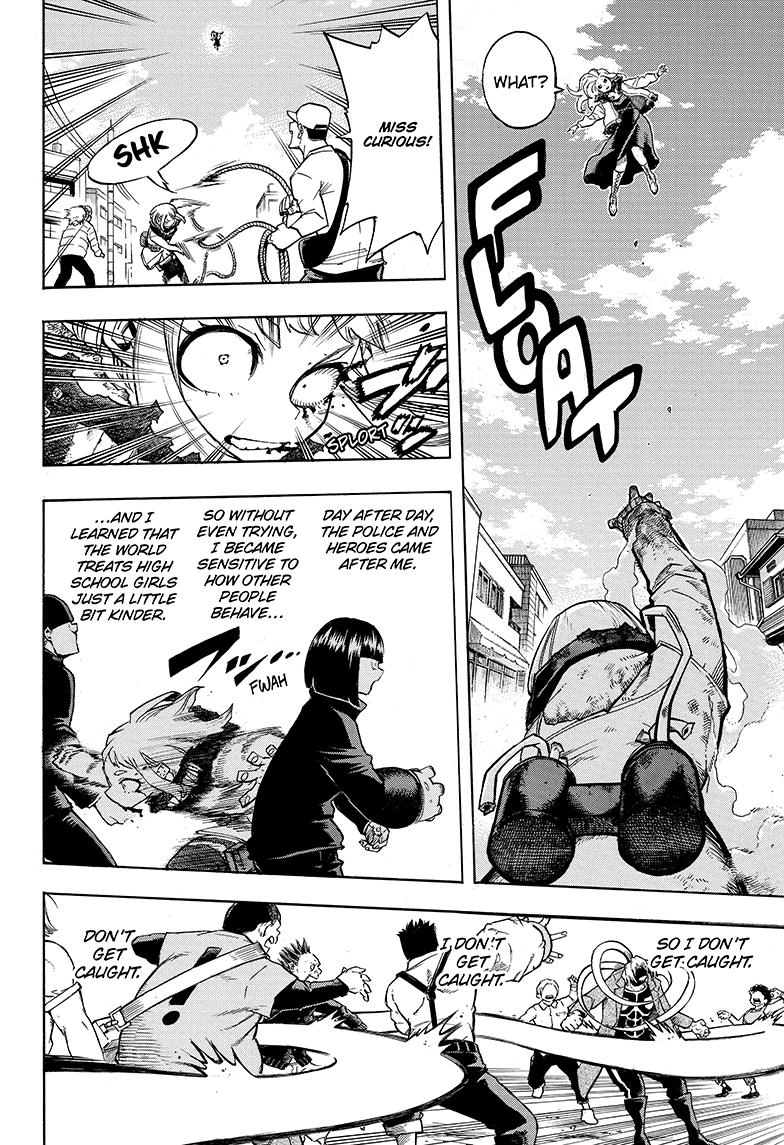 WHAT?
FLOAT
MISS
CURIOUS!
SHK
SPLORT
DAY AFTER DAY,
THE POLICE AND
HEROES CAME
AFTER ME.
SO WITHOUT
EVEN TRYING,
I BECAME
SENSITIVE TO
HOW OTHER
PEOPLE
BEHAVE...
...AND I
LEARNED THAT
THE WORLD
TREATS HIGH
SCHOOL GIRLS
JUST A LITTLE
BIT KINDER.
FWAH
SO I DON'T
GET CAUGHT.
I DON'T
GET
CAUGHT.
DON'T
GET
CAUGHT.